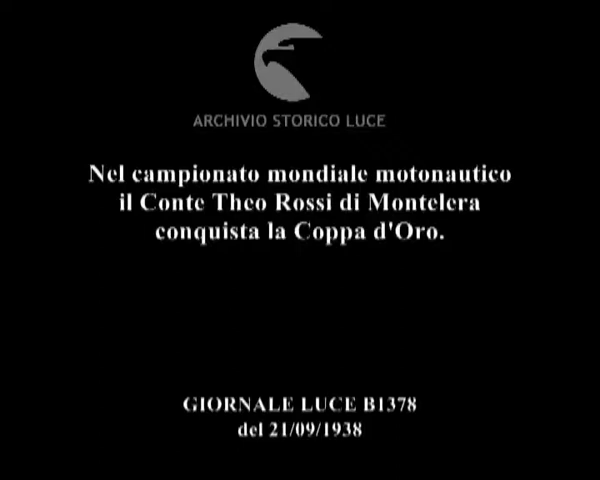 ARCHIVIO STORICO LUCE
Nel campionato mondiale motonautico
il Conte Theo Rossi di Montelera
conquista la Coppa d'Oro.
GIORNALE LUCE B1378
del 21/09/1938